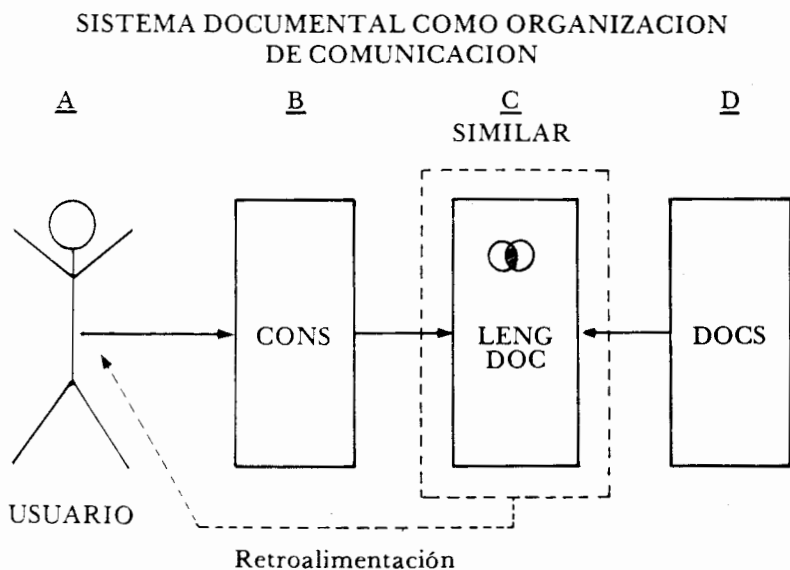 SISTEMA DOCUMENTAL COMO ORGANIZACION
DE COMUNICACION
A B C D
SIMILAR
CONS
LENG
DOC
DOCS
USUARIO
Retroalimentación